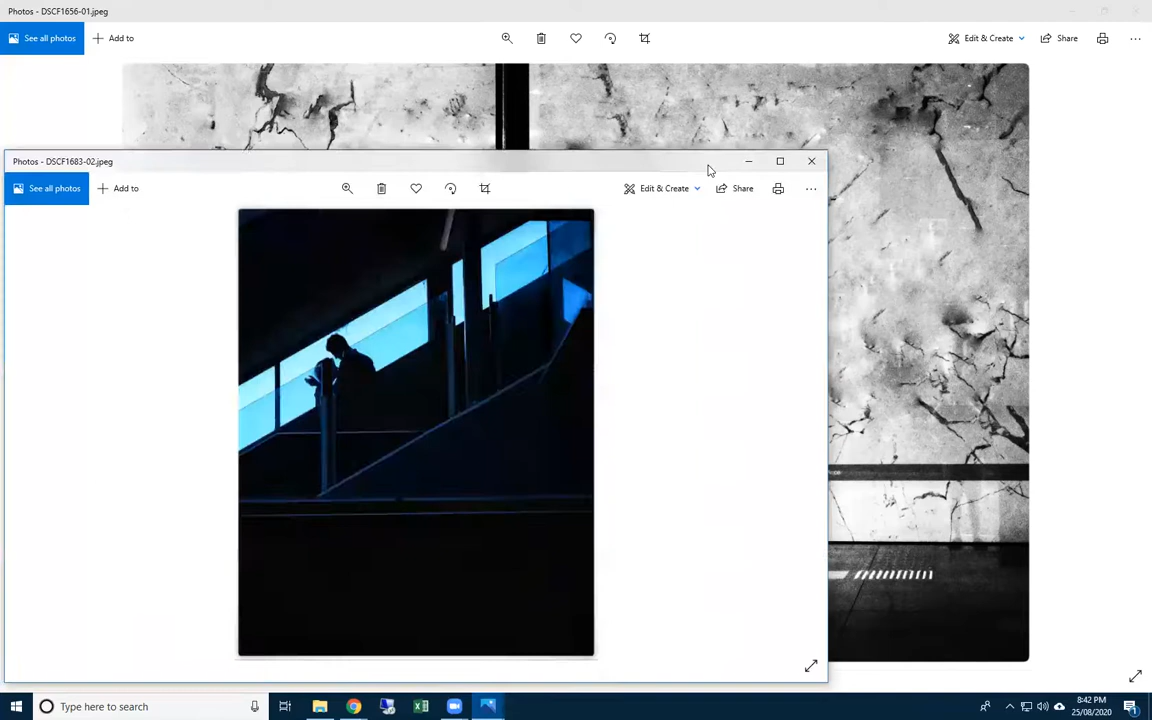 Photos - DSCF1656-01.jpeg
See all photos
Add to
Edit & Create
Share
Photos - DSCF1683-02.jpeg
See all photos
Add to
Edit & Create
Share
Type here to search
8:42 PM
25/08/2020
1